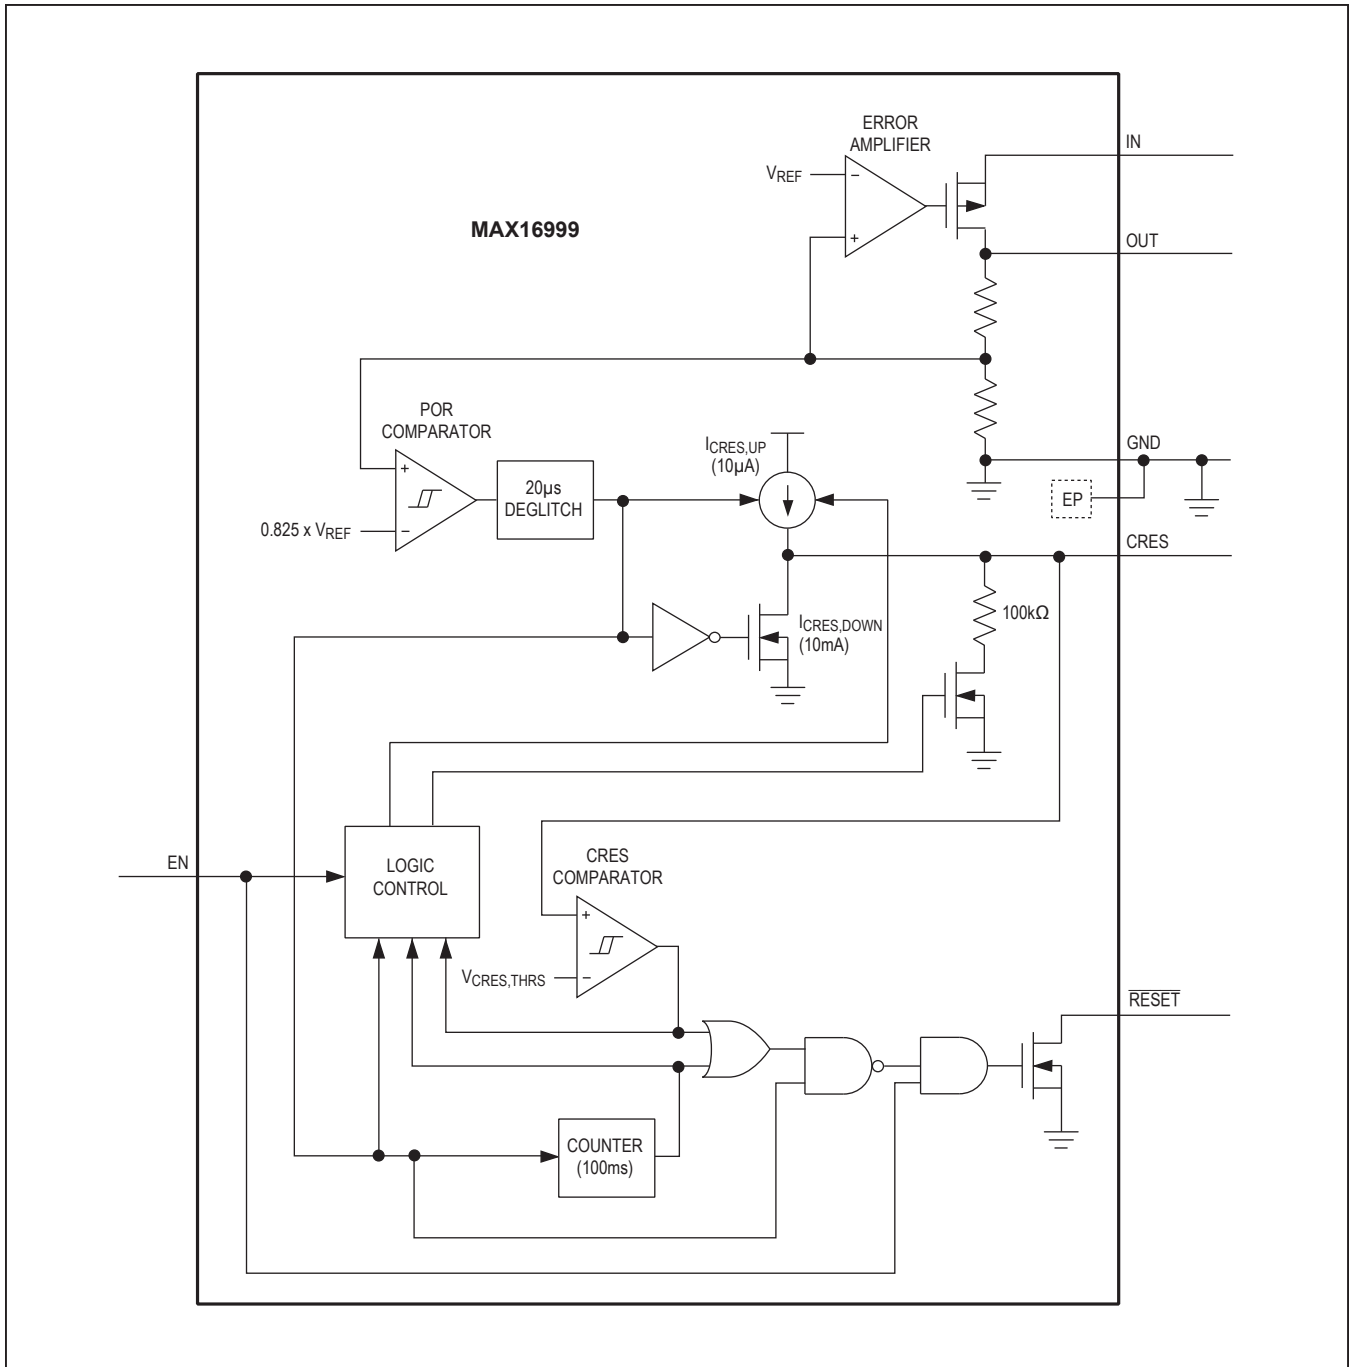 ERROR
AMPLIFIER
IN
VREF
−
+
MAX16999
OUT
POR
COMPARATOR
+
−
0.825 x VREF
20µs
DEGLITCH
ICRES,UP
(10µA)
GND
EP
CRES
100kΩ
ICRES,DOWN
(10mA)
EN
LOGIC
CONTROL
CRES
COMPARATOR
+
−
VCRES,THRS
RESET
COUNTER
(100ms)